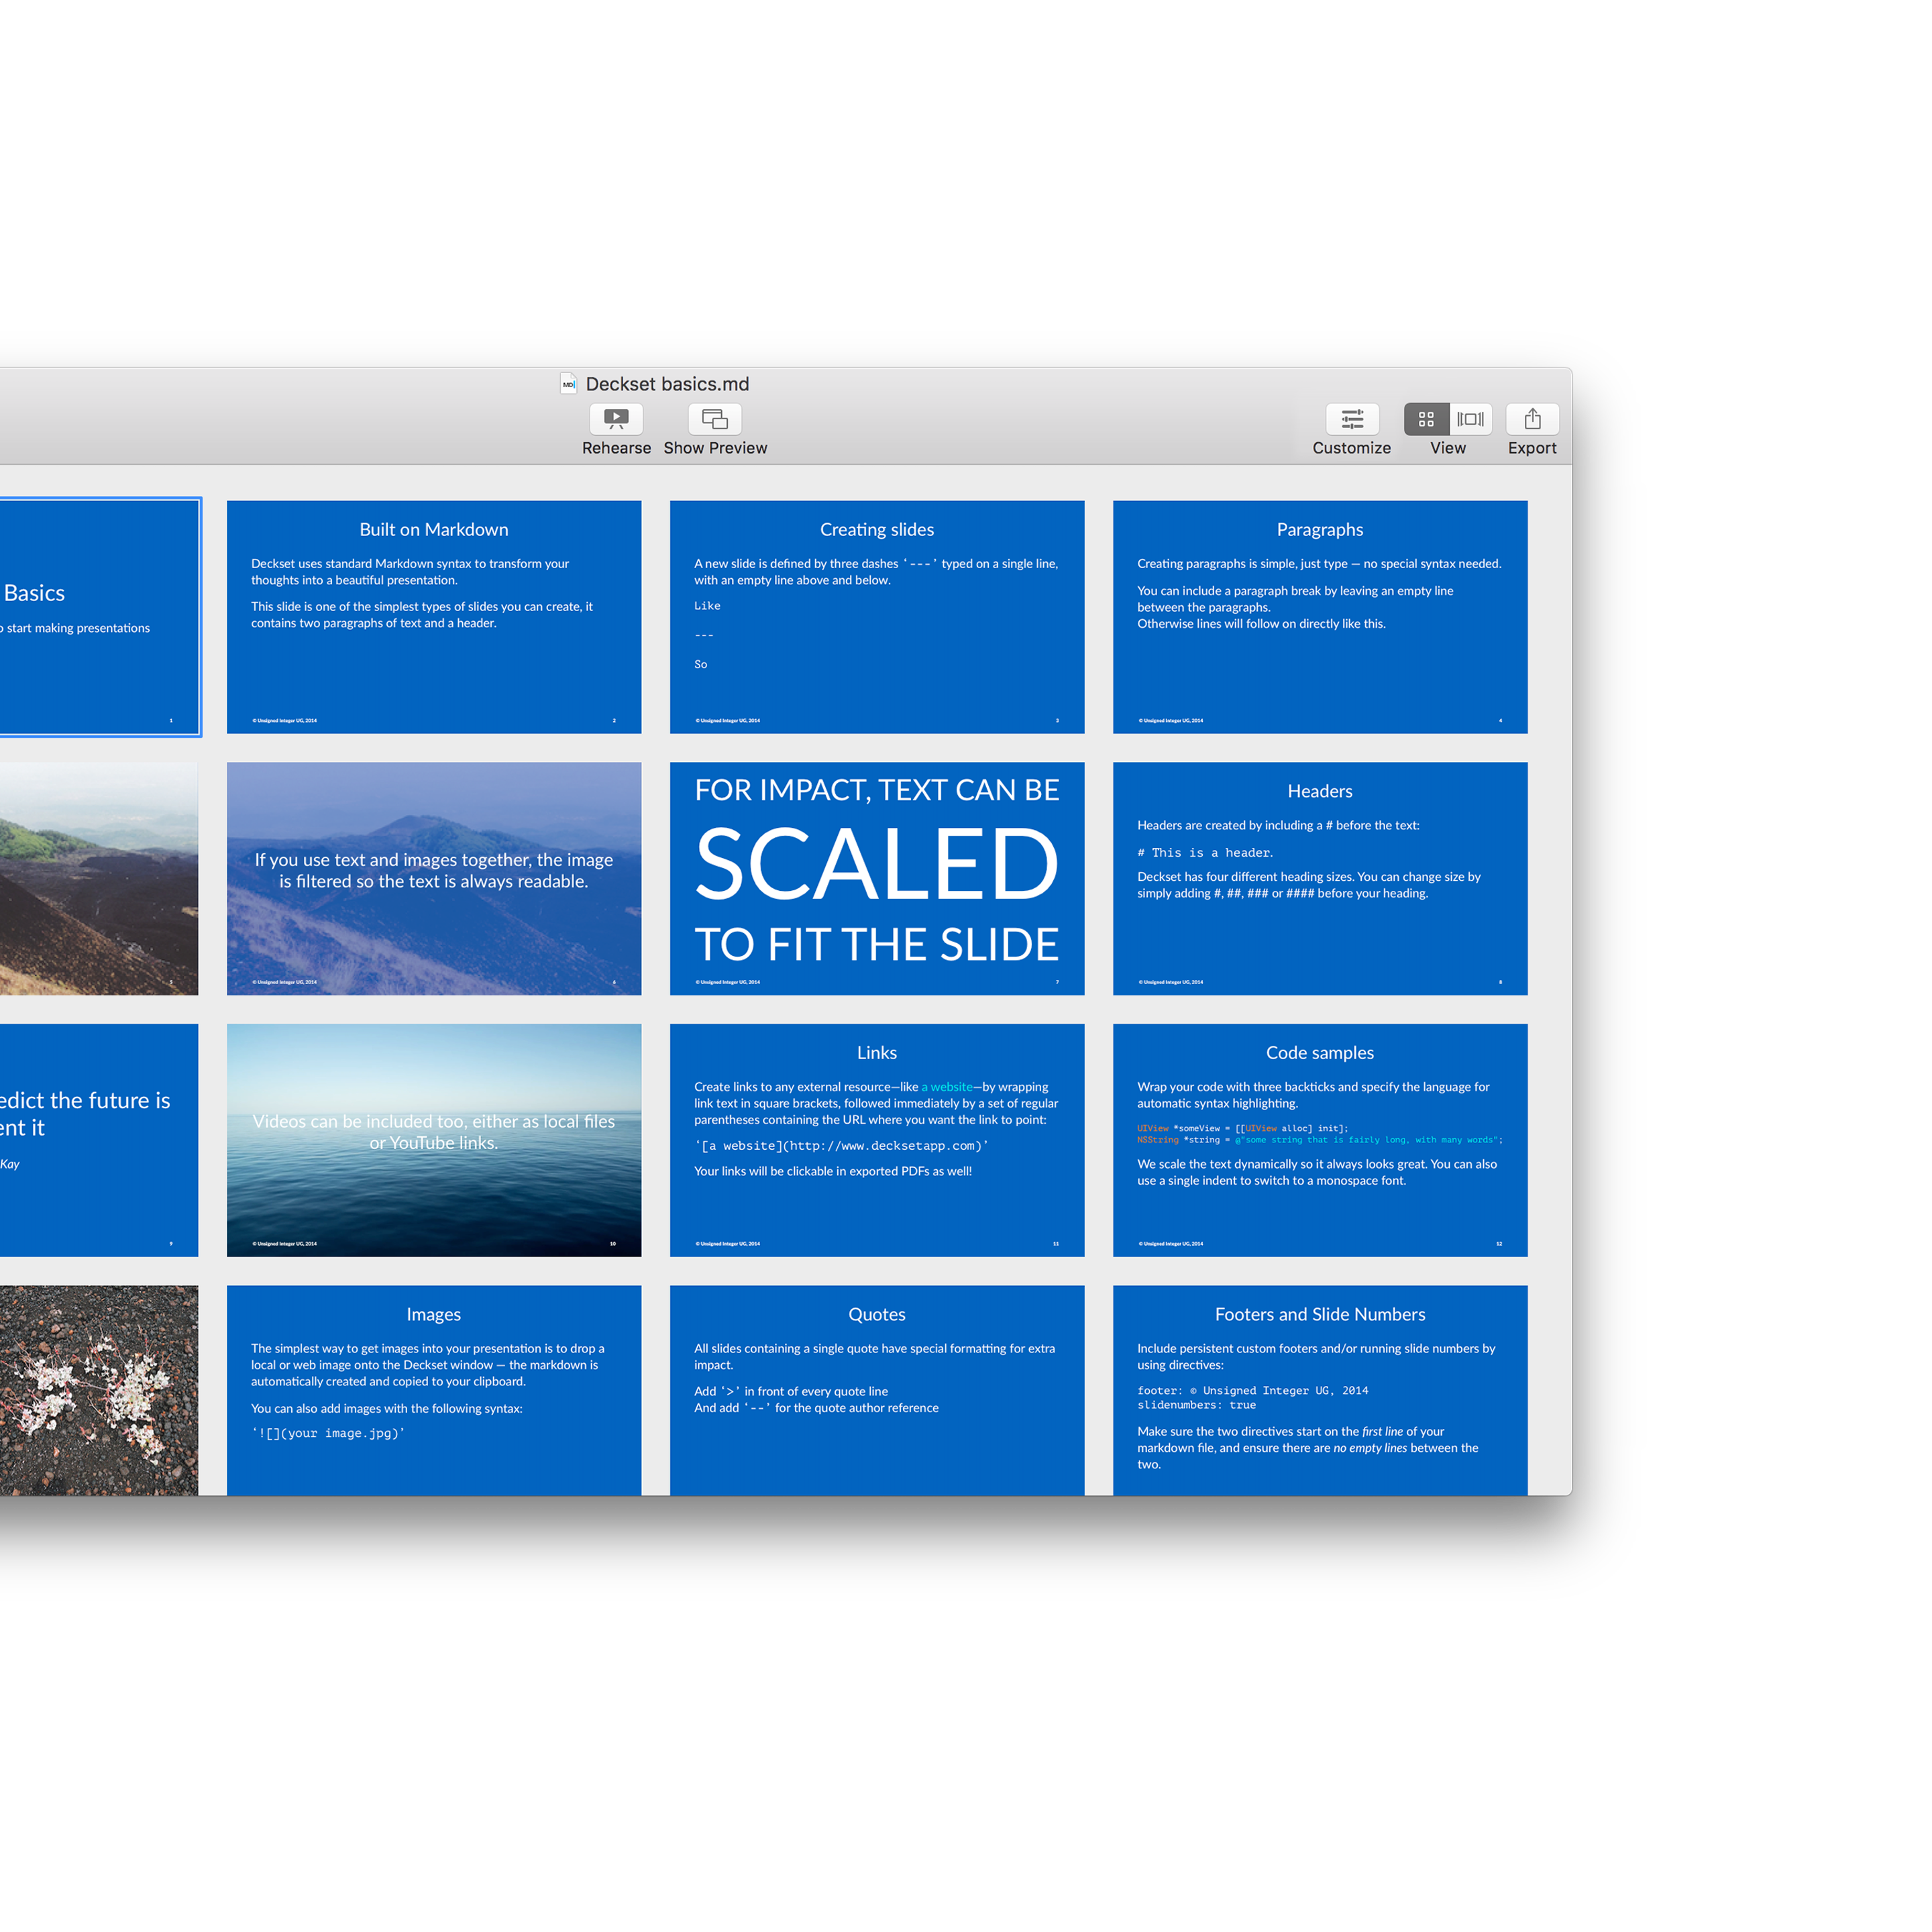 Deckset basics.md
Rehearse
Show Preview
Customize
View
Export
Basics
start making presentations
1
Built on Markdown
Deckset uses standard Markdown syntax to transform your
thoughts into a beautiful presentation.
This slide is one of the simplest types of slides you can create, it
contains two paragraphs of text and a header.
© Unsigned Integer UG, 2014
2
Creating slides
A new slide is defined by three dashes '---' typed on a single line,
with an empty line above and below.
Like
---
So
© Unsigned Integer UG, 2014
3
Paragraphs
Creating paragraphs is simple, just type — no special syntax needed.
You can include a paragraph break by leaving an empty line
between the paragraphs.
Otherwise lines will follow on directly like this.
© Unsigned Integer UG, 2014
4
If you use text and images together, the image
is filtered so the text is always readable.
© Unsigned Integer UG, 2014
6
FOR IMPACT, TEXT CAN BE
SCALED
TO FIT THE SLIDE
© Unsigned Integer UG, 2014
7
Headers
Headers are created by including a # before the text:
# This is a header.
Deckset has four different heading sizes. You can change size by
simply adding #, ##, ### or #### before your heading.
© Unsigned Integer UG, 2014
8
the future is
it
Kay
9
Videos can be included too, either as local files
or YouTube links.
© Unsigned Integer UG, 2014
10
Links
Create links to any external resource—like a website—by wrapping
link text in square brackets, followed immediately by a set of regular
parentheses containing the URL where you want the link to point:
'[a website](http://www.decksetapp.com)'
Your links will be clickable in exported PDFs as well!
© Unsigned Integer UG, 2014
11
Code samples
Wrap your code with three backticks and specify the language for
automatic syntax highlighting.
UIView *someView = [[UIView alloc] init];
NSString *string = @"some string that is fairly long, with many words";
We scale the text dynamically so it always looks great. You can also
use a single indent to switch to a monospace font.
© Unsigned Integer UG, 2014
12
Images
The simplest way to get images into your presentation is to drop a
local or web image onto the Deckset window — the markdown is
automatically created and copied to your clipboard.
You can also add images with the following syntax:
'![](your image.jpg)'
Quotes
All slides containing a single quote have special formatting for extra
impact.
Add '>' in front of every quote line
And add '--' for the quote author reference
Footers and Slide Numbers
Include persistent custom footers and/or running slide numbers by
using directives:
footer: © Unsigned Integer UG, 2014
slidenumbers: true
Make sure the two directives start on the first line of your
markdown file, and ensure there are no empty lines between the
two.